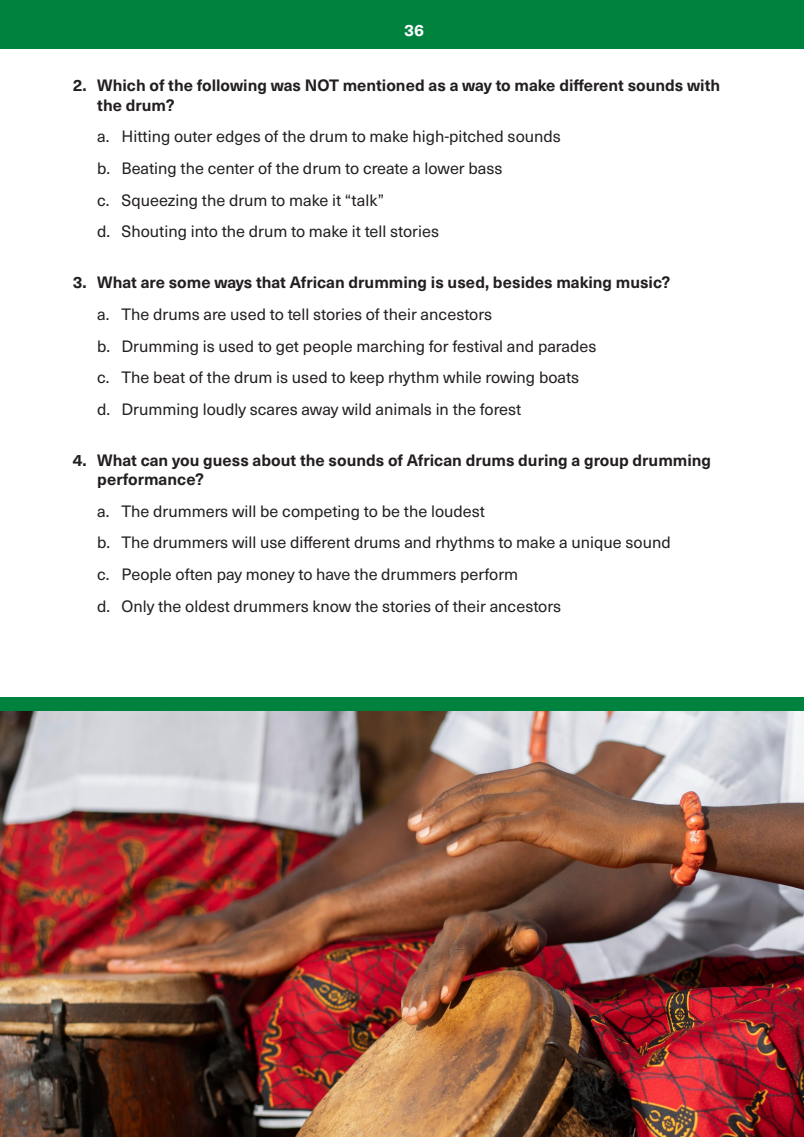 36
2. Which of the following was NOT mentioned as a way to make different sounds with
the drum?
a. Hitting outer edges of the drum to make high-pitched sounds
b. Beating the center of the drum to create a lower bass
c. Squeezing the drum to make it “talk”
d. Shouting into the drum to make it tell stories
3. What are some ways that African drumming is used, besides making music?
a. The drums are used to tell stories of their ancestors
b. Drumming is used to get people marching for festival and parades
c. The beat of the drum is used to keep rhythm while rowing boats
d. Drumming loudly scares away wild animals in the forest
4. What can you guess about the sounds of African drums during a group drumming
performance?
a. The drummers will be competing to be the loudest
b. The drummers will use different drums and rhythms to make a unique sound
c. People often pay money to have the drummers perform
d. Only the oldest drummers know the stories of their ancestors